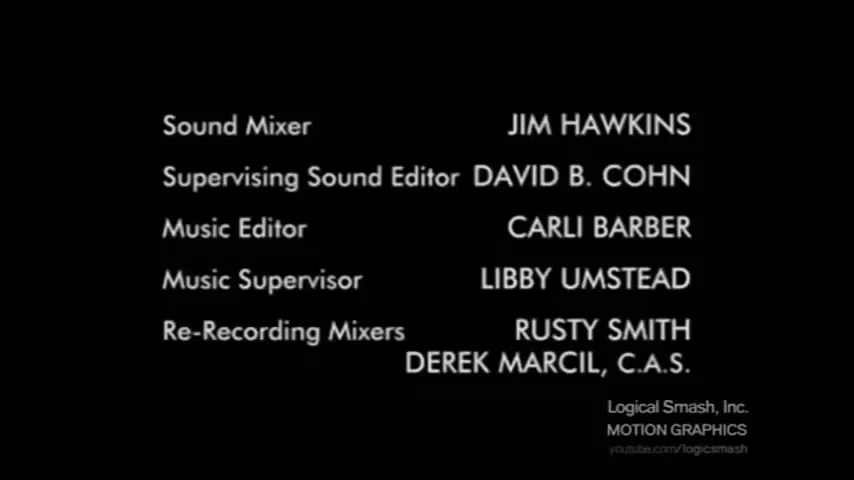 Sound Mixer JIM HAWKINS
Supervising Sound Editor DAVID B. COHN
Music Editor CARLI BARBER
Music Supervisor LIBBY UMSTEAD
Re-Recording Mixers RUSTY SMITH
DEREK MARCIL, C.A.S.
Logical Smash, Inc.
MOTION GRAPHICS
youtube.com/logicsmash